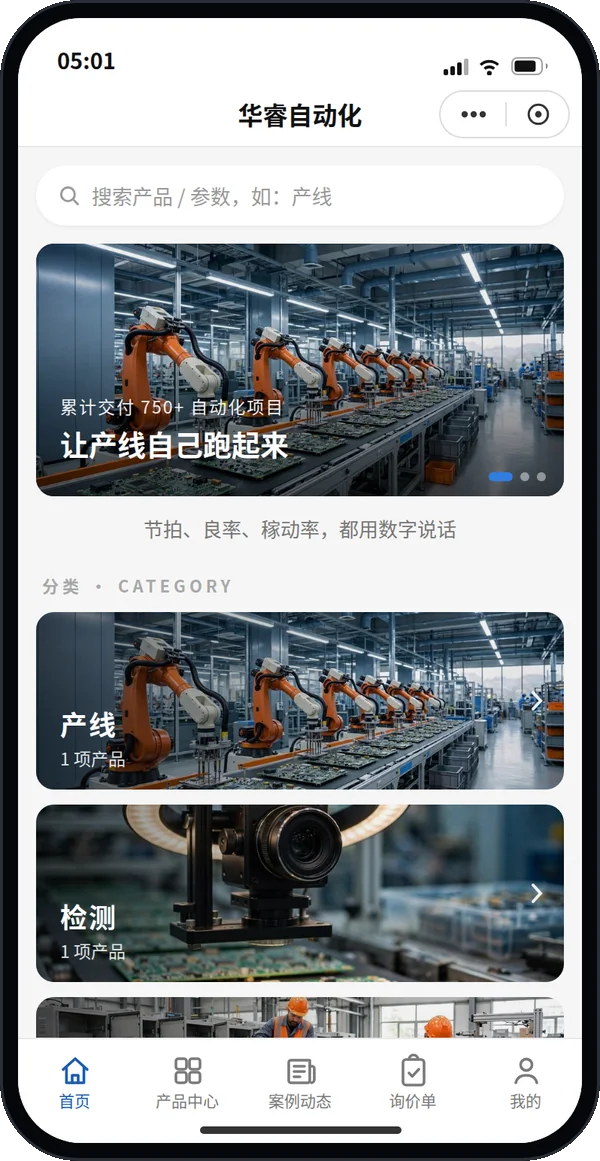 05:01
华睿自动化
搜索产品 / 参数，如：产线
累计交付 750+ 自动化项目
让产线自己跑起来
节拍、良率、稼动率，都用数字说话
分类 · CATEGORY
产线
1 项产品
检测
1 项产品
首页
产品中心
案例动态
询价单
我的